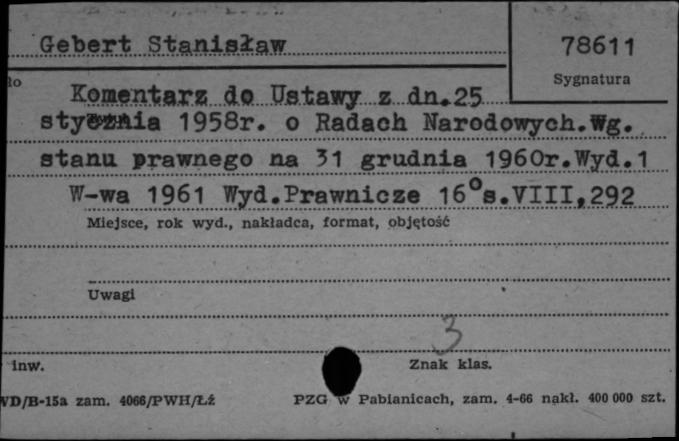 Gebert Stanisław
78611
Sygnatura
Komentarz do Ustawy z dn.25
stycznia 1958r. o Radach Narodowych.Wg.
stanu prawnego na 31 grudnia 1960r.Wyd.1
W-wa 1961 Wyd.Prawnicze 16°s.VIII,292
Miejsce, rok wyd., nakładca, format, objętość
Uwagi
3
inw.
Znak klas.
VD/B-15a zam. 4066/PWH/Łź
PZG w Pabianicach, zam. 4-66 nakł. 400 000 szt.